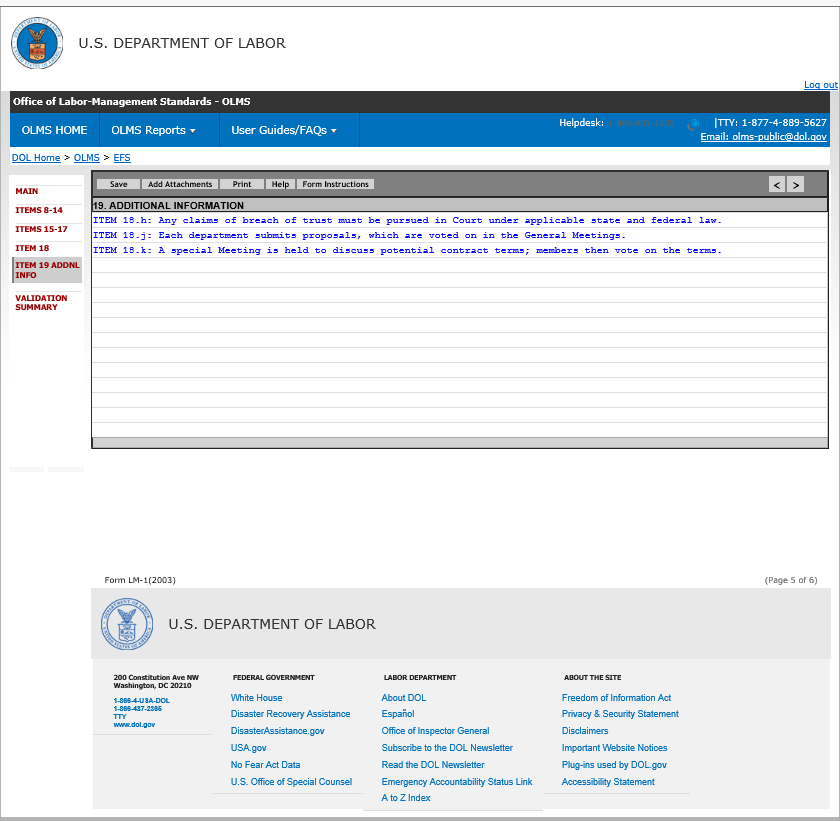 U.S. DEPARTMENT OF LABOR
Log out
Office of Labor-Management Standards - OLMS
OLMS HOME OLMS Reports User Guides/FAQs
Helpdesk: |TTY: 1-877-4-889-5627
Email: olms-public@dol.gov
DOL Home > OLMS > EFS
MAIN
ITEMS 8-14
ITEMS 15-17
ITEM 18
ITEM 19 ADDNL
INFO
VALIDATION
SUMMARY
Save Add Attachments Print Help Form Instructions < >
19. ADDITIONAL INFORMATION
ITEM 18.h: Any claims of breach of trust must be pursued in Court under applicable state and federal law.
ITEM 18.j: Each department submits proposals, which are voted on in the General Meetings.
ITEM 18.k: A special Meeting is held to discuss potential contract terms; members then vote on the terms.
Form LM-1(2003) (Page 5 of 6)
U.S. DEPARTMENT OF LABOR
200 Constitution Ave NW
Washington, DC 20210
1-866-4-USA-DOL
1-866-487-2365
TTY
www.dol.gov
FEDERAL GOVERNMENT
White House
Disaster Recovery Assistance
DisasterAssistance.gov
USA.gov
No Fear Act Data
U.S. Office of Special Counsel
LABOR DEPARTMENT
About DOL
Español
Office of Inspector General
Subscribe to the DOL Newsletter
Read the DOL Newsletter
Emergency Accountability Status Link
A to Z Index
ABOUT THE SITE
Freedom of Information Act
Privacy & Security Statement
Disclaimers
Important Website Notices
Plug-ins used by DOL.gov
Accessibility Statement